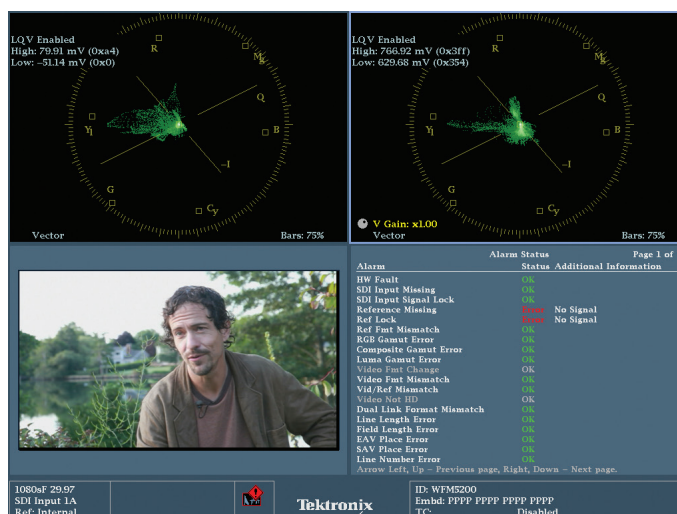 LQV Enabled
High: 79.91 mV (0xa4)
Low: –51.14 mV (0x0)
R
Mg
Q
B
Yl
–I
G
Cy
Vector
Bars: 75%
LQV Enabled
High: 766.92 mV (0x3ff)
Low: 629.68 mV (0x354)
R
Mg
Q
B
Yl
–I
G
Cy
V Gain: x1.00
Vector
Bars: 75%
Alarm Status Page 1 of
Alarm Status Additional Information
HW Fault OK
SDI Input Missing OK
SDI Input Signal Lock OK
Reference Missing Error No Signal
Ref Lock Error No Signal
Ref Fmt Mismatch OK
RGB Gamut Error OK
Composite Gamut Error OK
Luma Gamut Error OK
Video Fmt Change OK
Video Fmt Mismatch OK
Vid/Ref Mismatch OK
Video Not HD OK
Dual Link Format Mismatch OK
Line Length Error OK
Field Length Error OK
EAV Place Error OK
SAV Place Error OK
Line Number Error OK
Arrow Left, Up – Previous page, Right, Down – Next page.
1080sF 29.97
SDI Input 1A
Ref: Internal
Tektronix
ID: WFM5200
Embd: PPPP PPPP PPPP PPPP
TC: Disabled